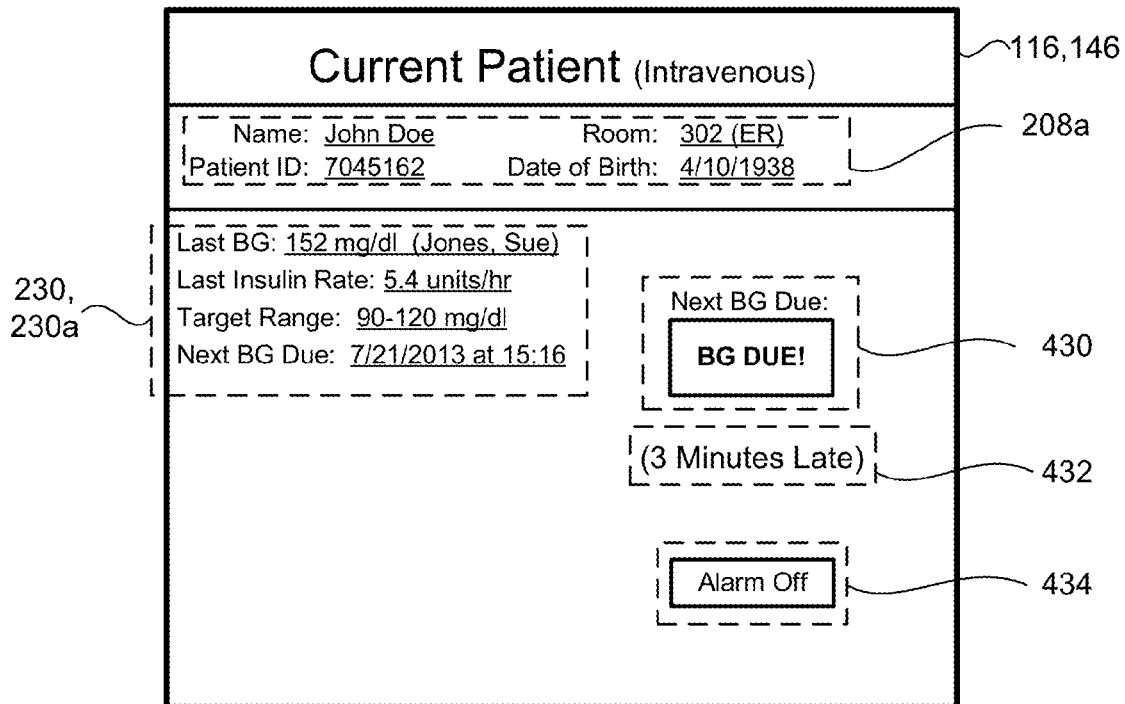 Current Patient (Intravenous)
116,146
Name: John Doe Room: 302 (ER)
208a
Patient ID: 7045162 Date of Birth: 4/10/1938
Last BG: 152 mg/dl (Jones, Sue)
Last Insulin Rate: 5.4 units/hr
230,
230a
Target Range: 90-120 mg/dl
Next BG Due: 7/21/2013 at 15:16
Next BG Due:
BG DUE!
430
(3 Minutes Late)
432
Alarm Off
434